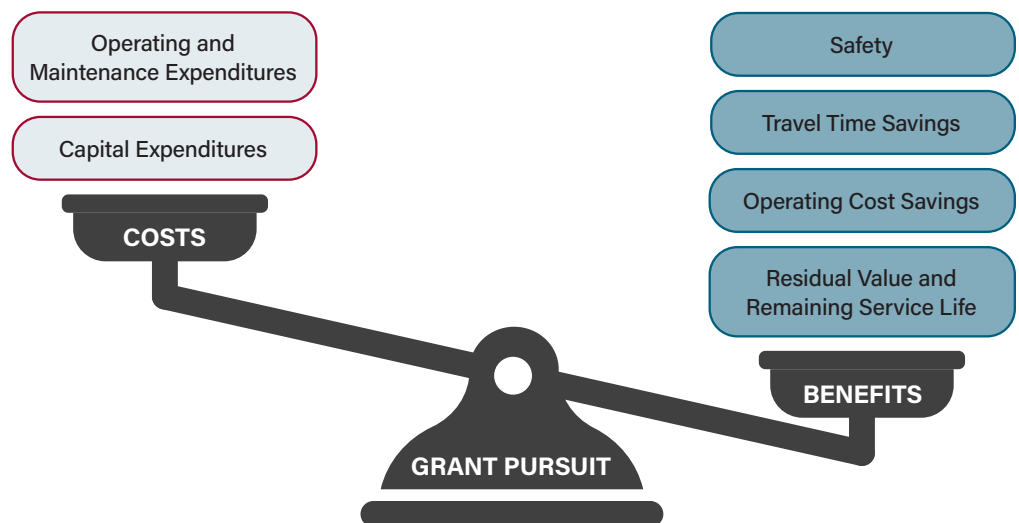 Operating and
Maintenance Expenditures
Capital Expenditures
COSTS
Safety
Travel Time Savings
Operating Cost Savings
Residual Value and
Remaining Service Life
BENEFITS
GRANT PURSUIT